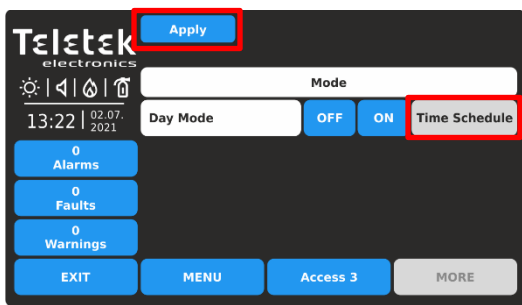 Teletek
electronics
Apply
Mode
13:22 02.07.
2021
Day Mode OFF ON Time Schedule
0
Alarms
0
Faults
0
Warnings
EXIT MENU Access 3 MORE